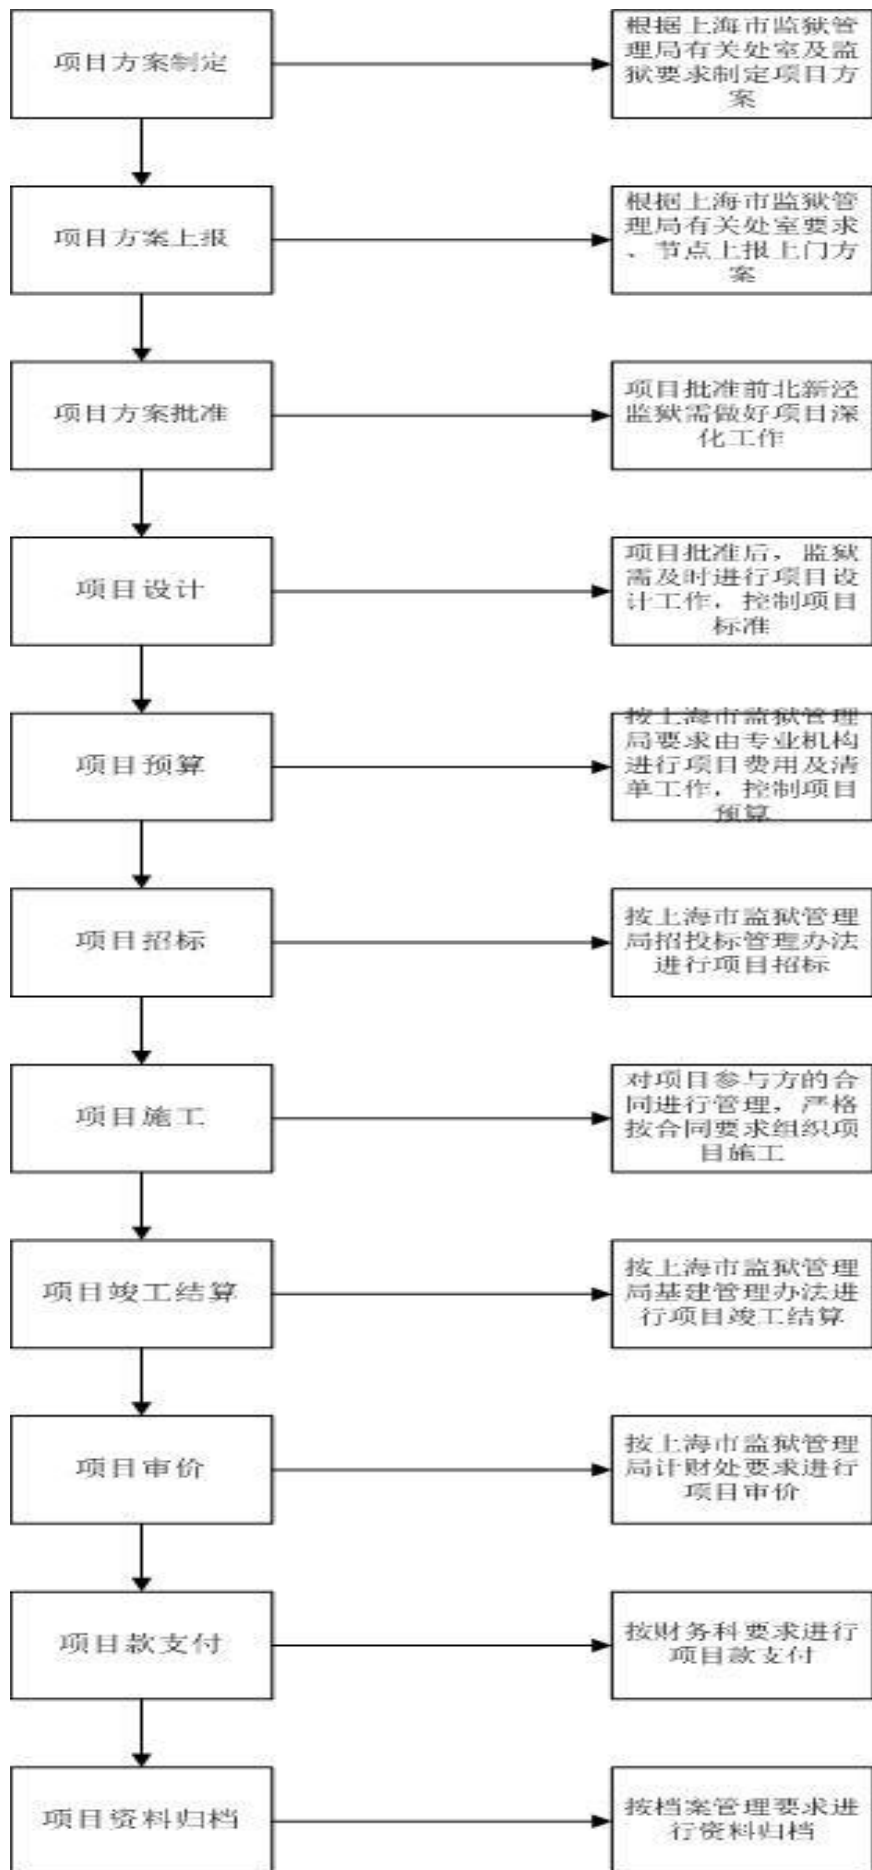 项目方案制定
根据上海市监狱管
理局有关处室及监
狱要求制定项目方
案
项目方案上报
根据上海市监狱管
理局有关处室要求
、节点上报上门方
案
项目方案批准
项目批准前北新泾
监狱需做好项目深
化工作
项目设计
项目批准后，监狱
需及时进行项目设
计工作，控制项目
标准
项目预算
按上海市监狱管理
局要求由专业机构
进行项目费用及清
单工作，控制项目
预算
项目招标
按上海市监狱管理
局招投标管理办法
进行项目招标
项目施工
对项目参与方的合
同进行管理，严格
按合同要求组织项
目施工
项目竣工结算
按上海市监狱管理
局基建管理办法进
行项目竣工结算
项目审价
按上海市监狱管理
局计财处要求进行
项目审价
项目款支付
按财务科要求进行
项目款支付
项目资料归档
按档案管理要求进
行资料归档